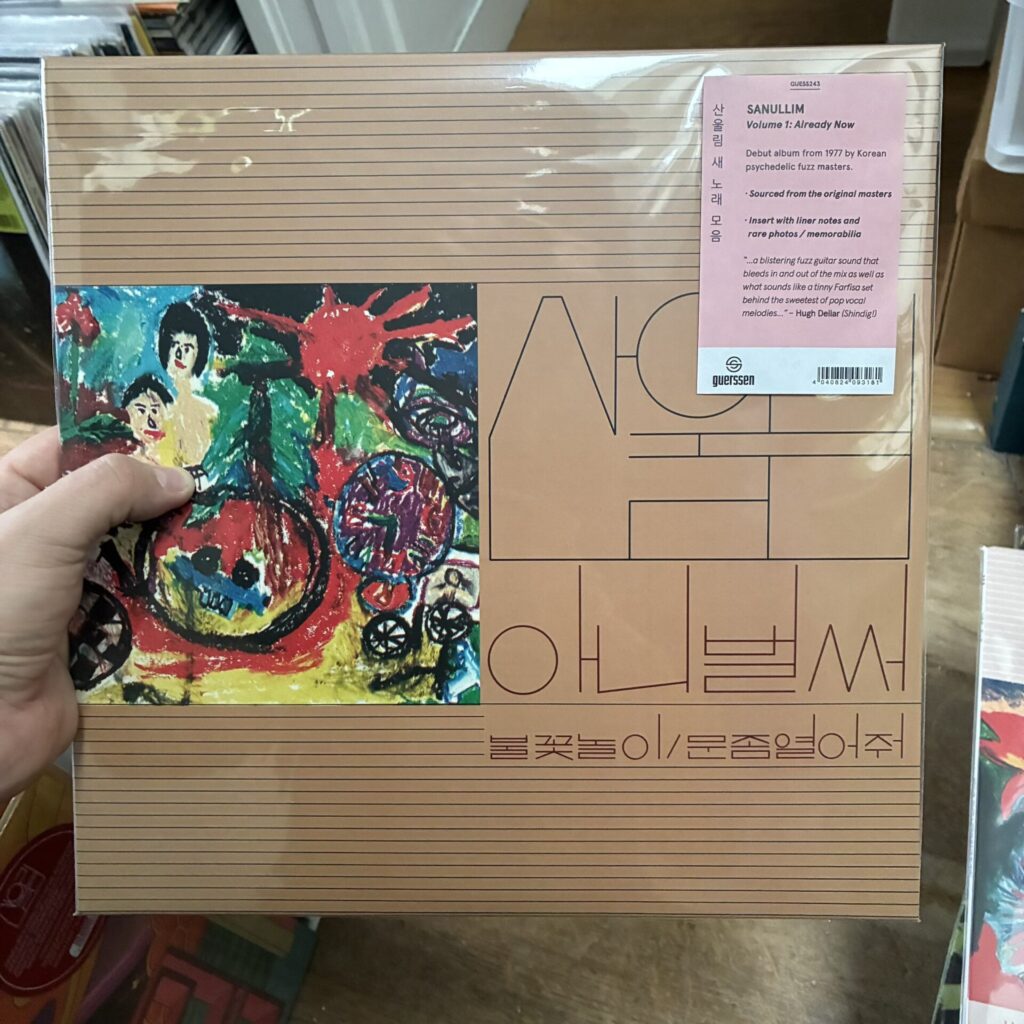 GUESS243
산울림 새 노래 모음
SANULLIM
Volume 1: Already Now
Debut album from 1977 by Korean
psychedelic fuzz masters.
· Sourced from the original masters
· Insert with liner notes and
rare photos / memorabilia
"...a blistering fuzz guitar sound that
bleeds in and out of the mix as well as
what sounds like a tinny Farfisa set
behind the sweetest of pop vocal
melodies..." – Hugh Dellar (Shindig!)
guerssen
4 040824 093181
산울림
아니벌써
불꽃놀이/문좀열어줘